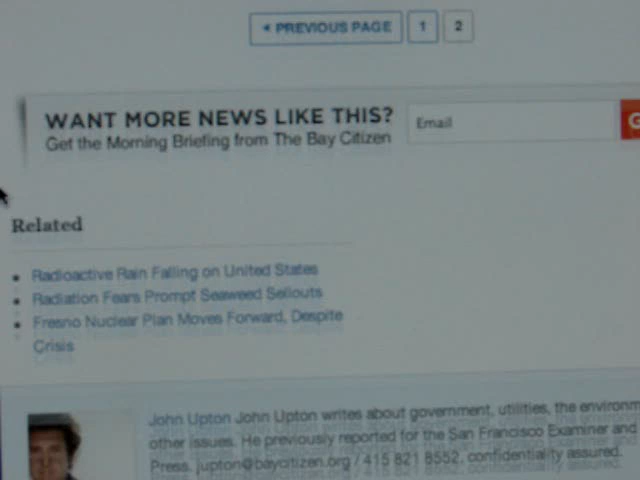 PREVIOUS PAGE 1 2
WANT MORE NEWS LIKE THIS?
Get the Morning Briefing from The Bay Citizen
Email
G
Related
Radioactive Rain Falling on United States
Radiation Fears Prompt Seaweed Sellouts
Fresno Nuclear Plan Moves Forward, Despite
Crisis
John Upton John Upton writes about government, utilities, the environm
other issues. He previously reported for the San Francisco Examiner and
Press. jupton@baycitizen.org / 415 821 8552. confidentiality assured.